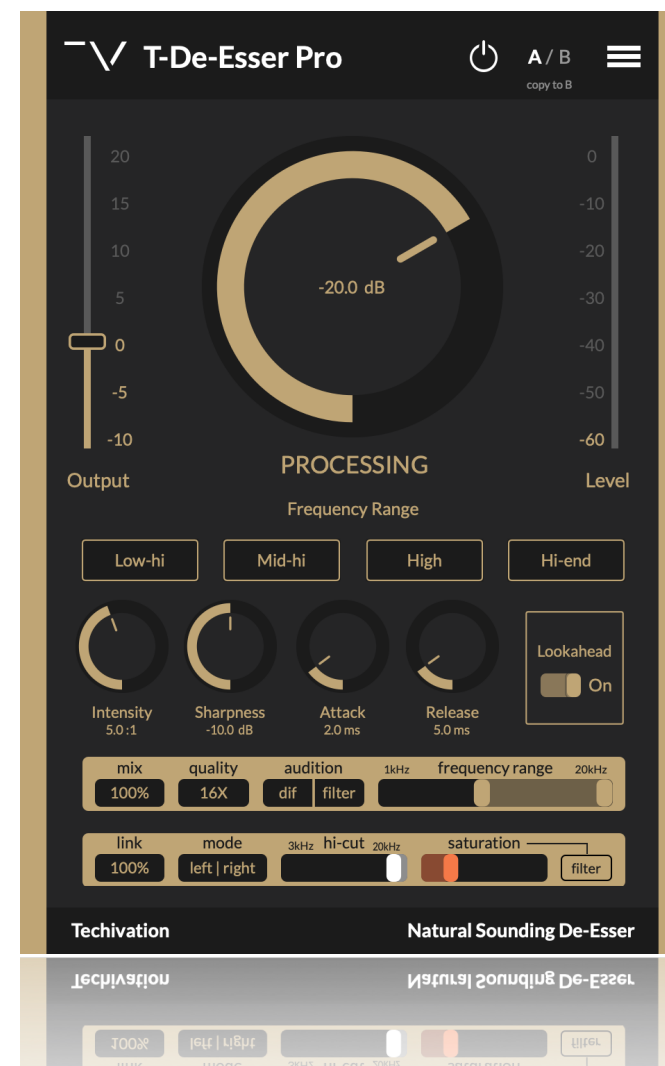 T-De-Esser Pro
A / B
copy to B
20
15
10
5
0
-5
-10
Output
-20.0 dB
PROCESSING
0
-10
-20
-30
-40
-50
-60
Level
Frequency Range
Low-hi
Mid-hi
High
Hi-end
Intensity
5.0 :1
Sharpness
-10.0 dB
Attack
2.0 ms
Release
5.0 ms
Lookahead
On
mix
100%
quality
16X
audition
dif
filter
1kHz
frequency range
20kHz
link
100%
mode
left | right
3kHz
hi-cut
20kHz
saturation
filter
Techivation
Natural Sounding De-Esser